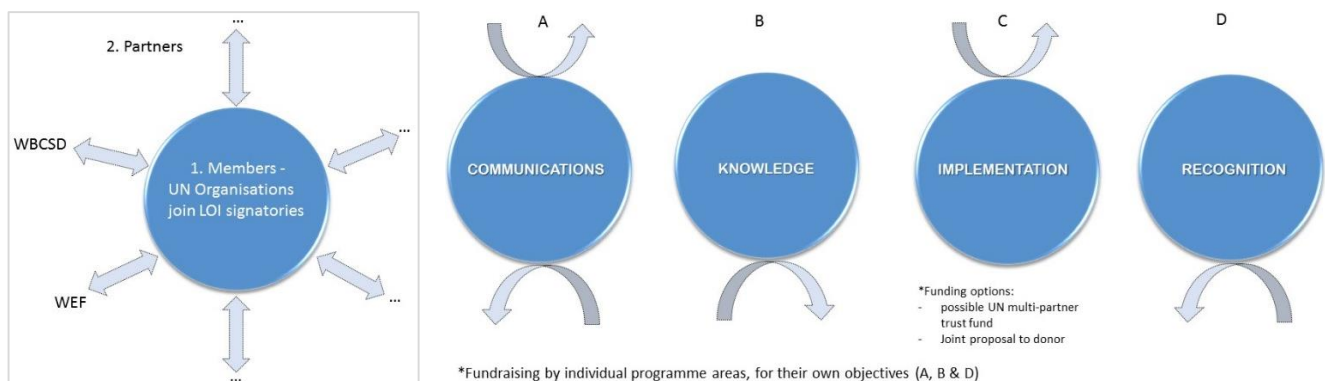 ...
2. Partners
WBCSD
...
1. Members -
UN Organisations
join LOI signatories
WEF
...
...
A
COMMUNICATIONS
B
KNOWLEDGE
C
IMPLEMENTATION
*Funding options:
- possible UN multi-partner
trust fund
- Joint proposal to donor
D
RECOGNITION
*Fundraising by individual programme areas, for their own objectives (A, B & D)